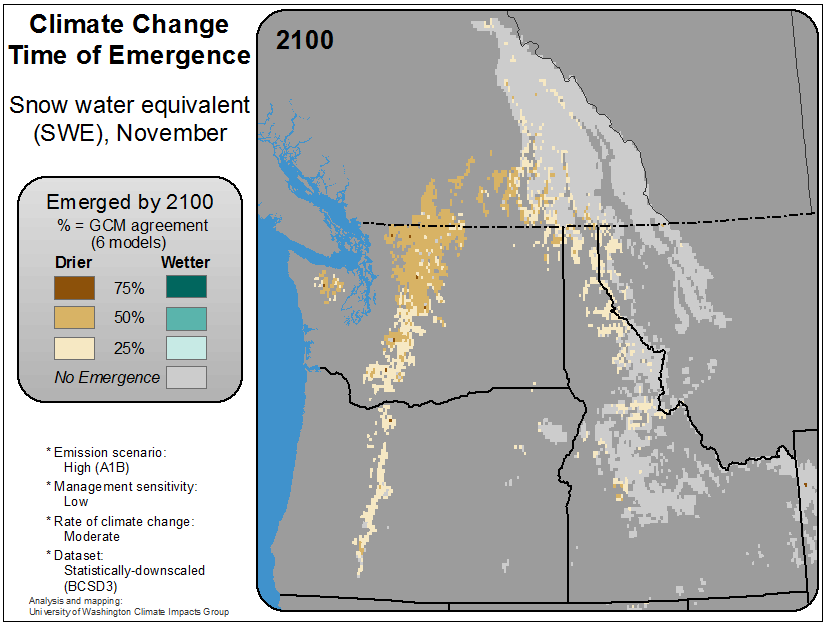 Climate Change
Time of Emergence
Snow water equivalent
(SWE), November
Emerged by 2100
% = GCM agreement
(6 models)
Drier Wetter
75%
50%
25%
No Emergence
* Emission scenario:
High (A1B)
* Management sensitivity:
Low
* Rate of climate change:
Moderate
* Dataset:
Statistically-downscaled
(BCSD3)
Analysis and mapping:
University of Washington Climate Impacts Group
2100